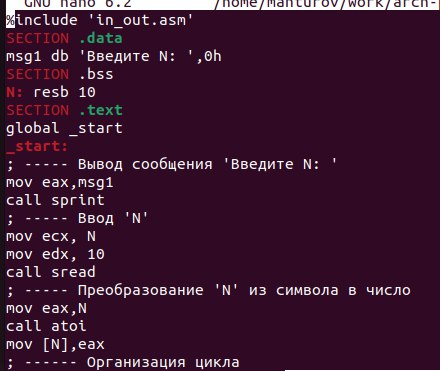 GNU nano 6.2 /home/manturov/work/arch-
%include 'in_out.asm'
SECTION .data
msg1 db 'Введите N: ',0h
SECTION .bss
N: resb 10
SECTION .text
global _start
_start:
; ----- Вывод сообщения 'Введите N: '
mov eax,msg1
call sprint
; ----- Ввод 'N'
mov ecx, N
mov edx, 10
call sread
; ----- Преобразование 'N' из символа в число
mov eax,N
call atoi
mov [N],eax
; ------ Организация цикла